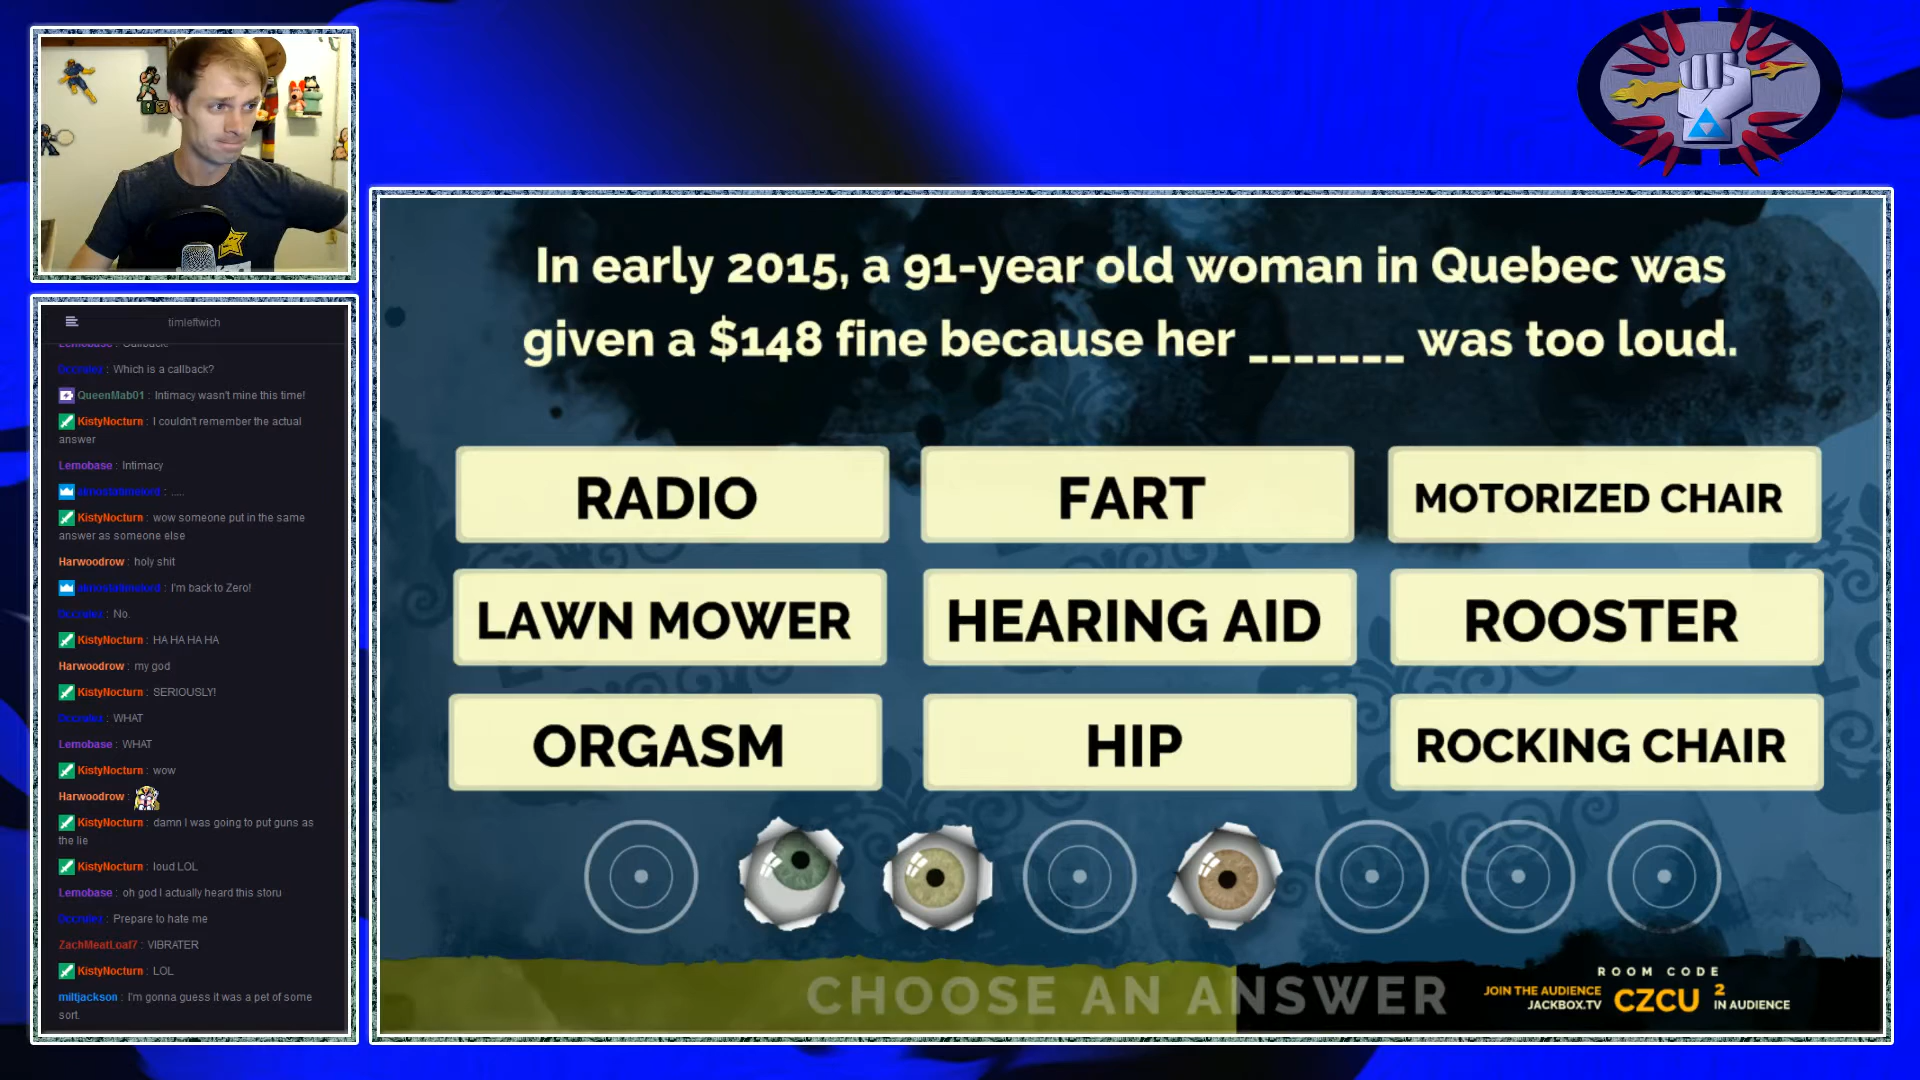 timleftwich
Lemobase : Callback
Dccrulez : Which is a callback?
QueenMab01 : Intimacy wasn't mine this time!
KistyNocturn : I couldn't remember the actual
answer
Lemobase : Intimacy
almosttimelord : .....
KistyNocturn : wow someone put in the same
answer as someone else
Harwoodrow : holy shit
almosttimelord : I'm back to Zero!
No.
KistyNocturn : HA HA HA HA
Harwoodrow : my god
KistyNocturn : SERIOUSLY!
WHAT
Lemobase : WHAT
KistyNocturn : wow
Harwoodrow :
KistyNocturn : damn I was going to put guns as
the lie
KistyNocturn : loud LOL
Lemobase : oh god I actually heard this storu
Prepare to hate me
ZachMeatLoaf7 : VIBRATER
KistyNocturn : LOL
miltjackson : I'm gonna guess it was a pet of some
sort.
In early 2015, a 91-year old woman in Quebec was
given a $148 fine because her _______ was too loud.
RADIO
FART
MOTORIZED CHAIR
LAWN MOWER
HEARING AID
ROOSTER
ORGASM
HIP
ROCKING CHAIR
CHOOSE AN ANSWER
ROOM CODE
JOIN THE AUDIENCE
JACKBOX.TV
CZCU
2
IN AUDIENCE